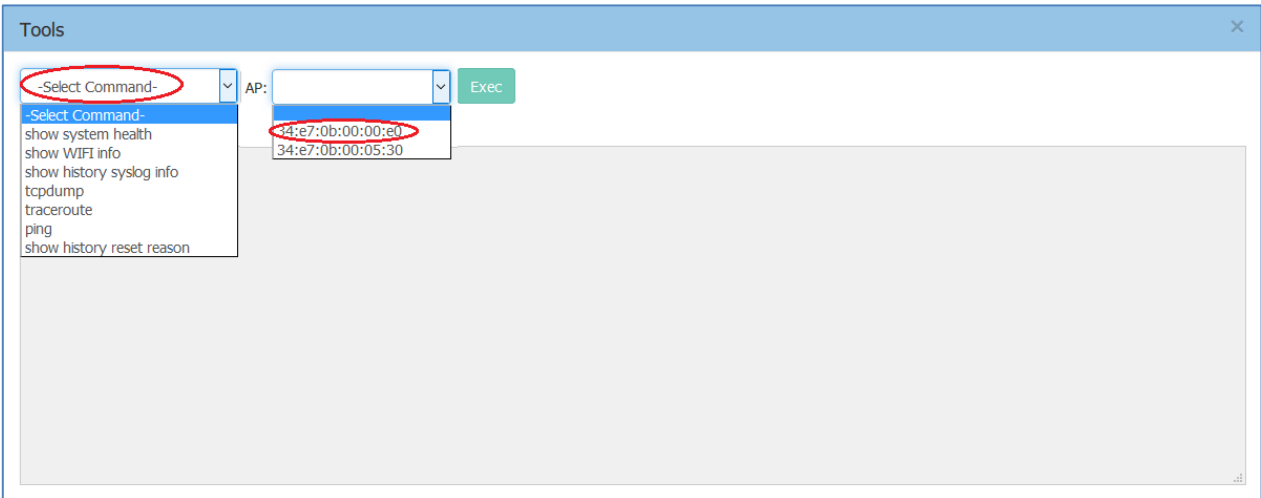 Tools
-Select Command- AP: Exec
-Select Command-
show system health
show WIFI info
show history syslog info
tcpdump
traceroute
ping
show history reset reason
34:e7:0b:00:00:e0
34:e7:0b:00:05:30